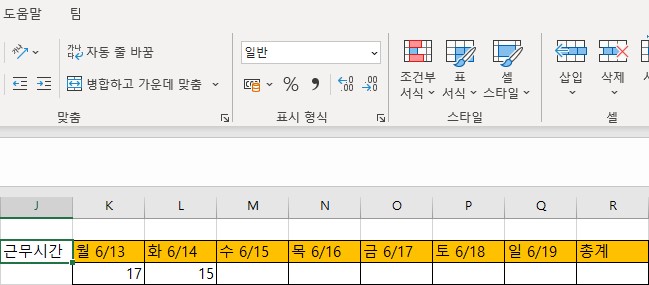 도움말 팀
가나다 자동 줄 바꿈
병합하고 가운데 맞춤
맞춤
일반
% ,
.00
.00
표시 형식
조건부 서식
표 서식
셀 스타일
스타일
삽입
삭제
셀
J K L M N O P Q R
근무시간 월 6/13 화 6/14 수 6/15 목 6/16 금 6/17 토 6/18 일 6/19 총계
17 15